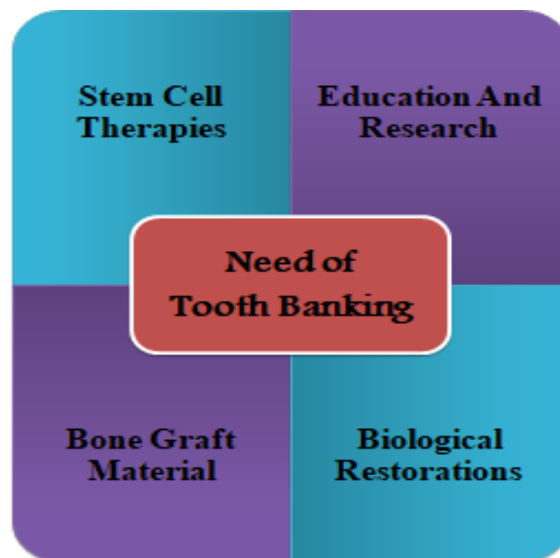 Stem Cell
Therapies
Education And
Research
Need of
Tooth Banking
Bone Graft
Material
Biological
Restorations